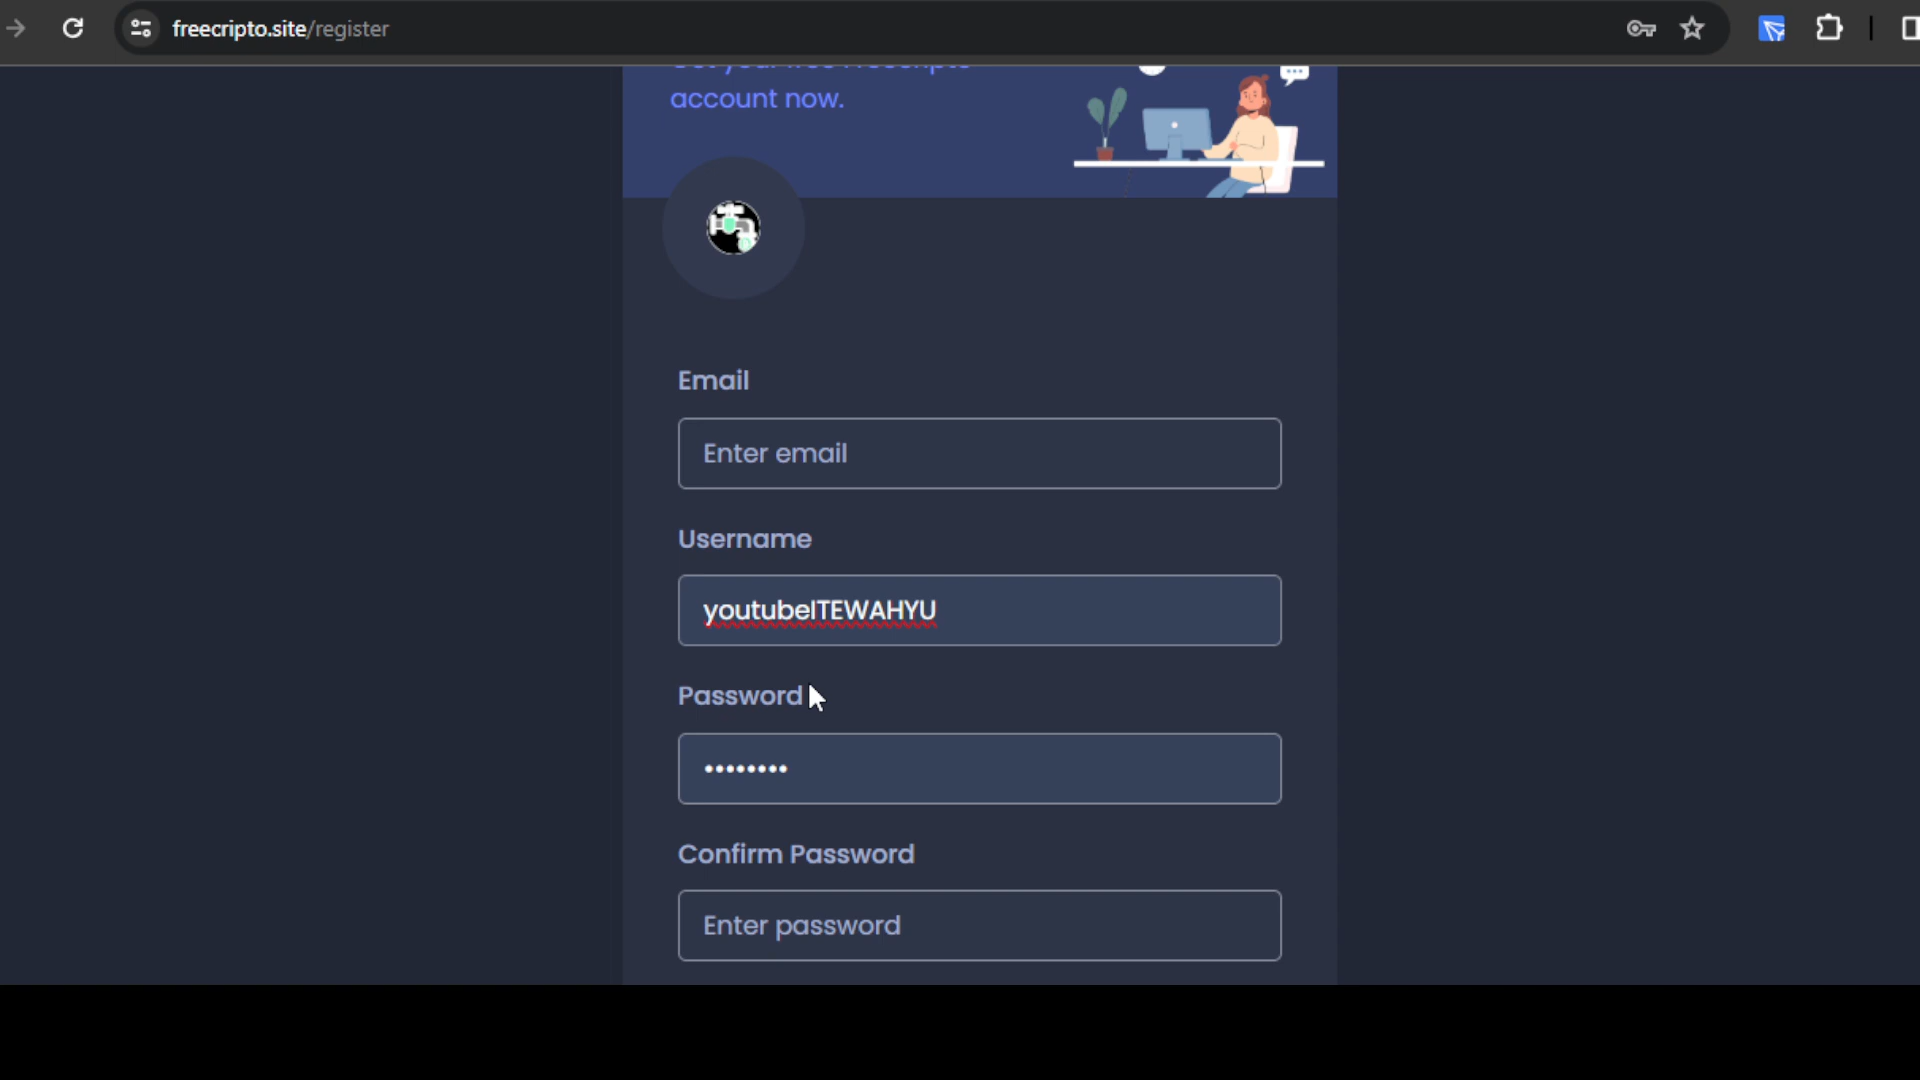 freecripto.site/register
account now.
Email
Enter email
Username
youtubeITEWAHYU
Password
••••••••
Confirm Password
Enter password